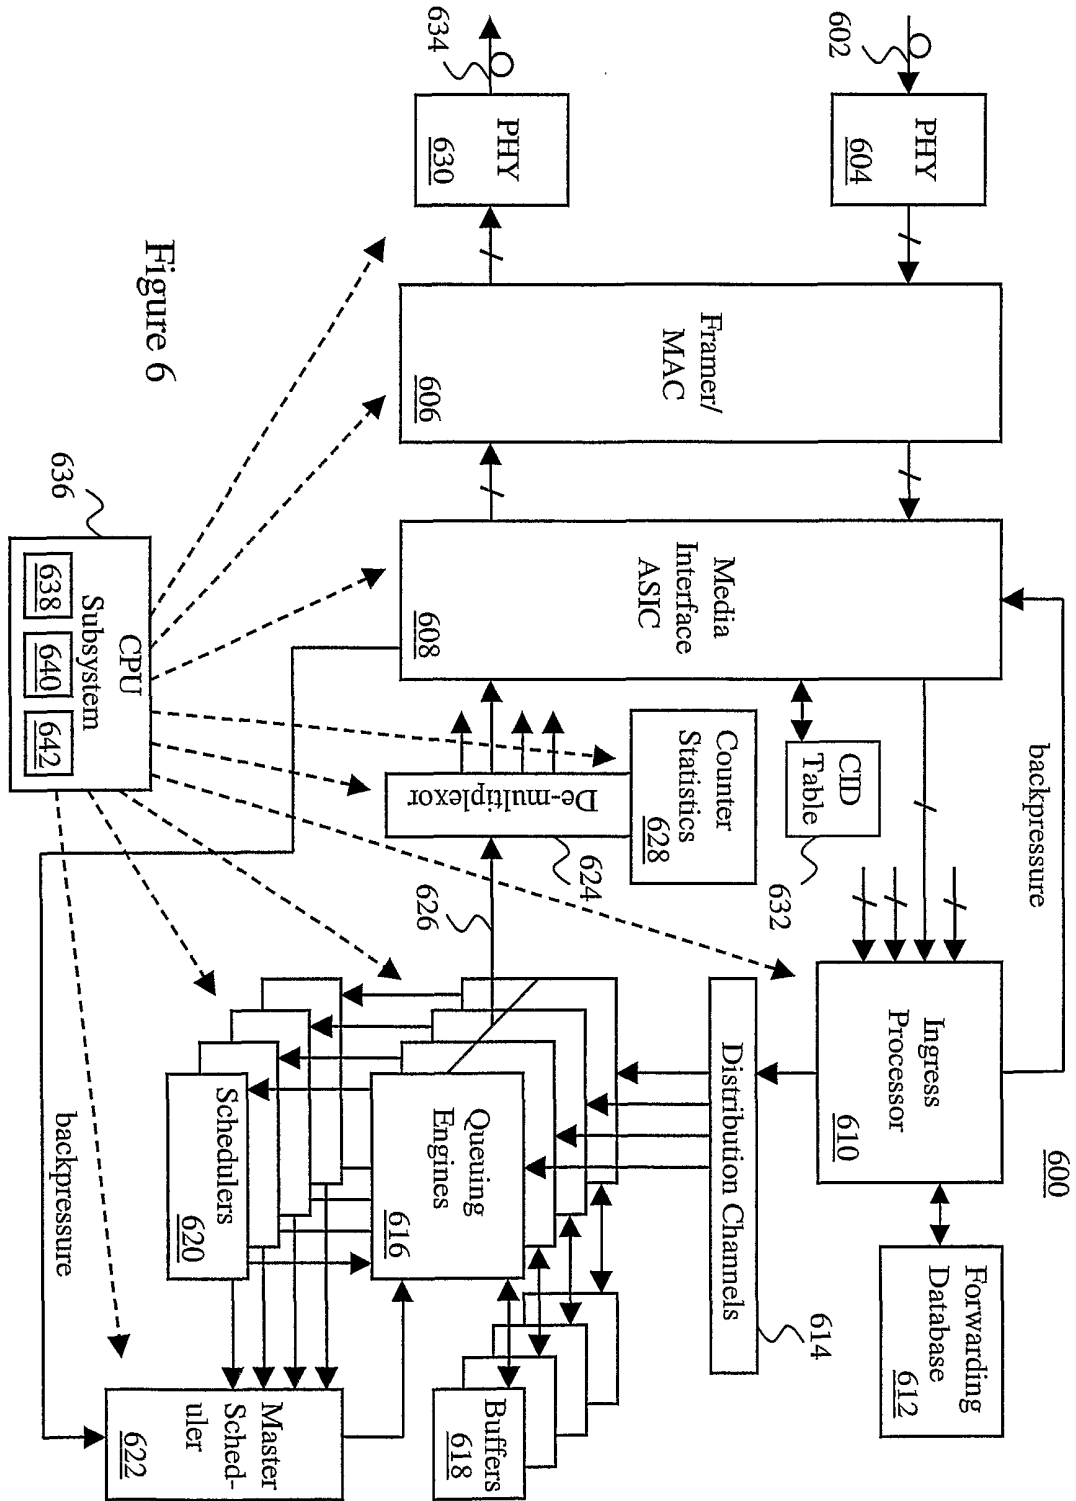 600
602
PHY
604
Framer/
MAC
606
Media
Interface
ASIC
608
backpressure
Ingress
Processor
610
Forwarding
Database
612
CID
Table
632
Counter
Statistics
628
Distribution Channels
614
634
PHY
630
De-multiplexor
624
626
Queuing
Engines
616
Buffers
618
Schedulers
620
Master
Sched-
uler
622
backpressure
636
CPU
Subsystem
638
640
642
Figure 6